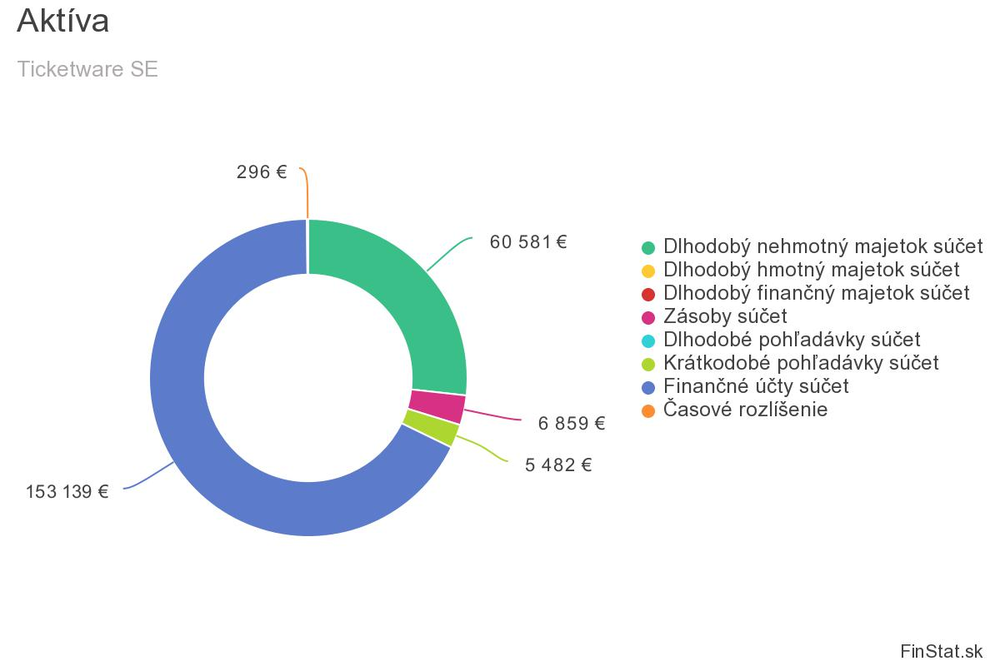 Aktíva
Ticketware SE
296 €
60 581 €
6 859 €
5 482 €
153 139 €
Dlhodobý nehmotný majetok súčet
Dlhodobý hmotný majetok súčet
Dlhodobý finančný majetok súčet
Zásoby súčet
Dlhodobé pohľadávky súčet
Krátkodobé pohľadávky súčet
Finančné účty súčet
Časové rozlíšenie
FinStat.sk